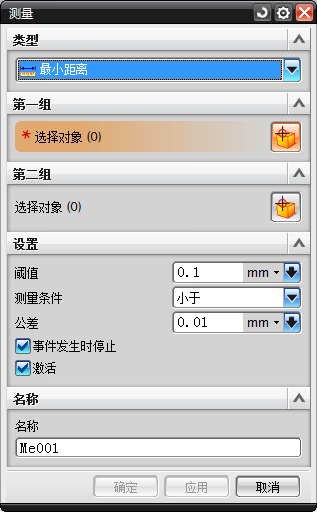 测量
类型
最小距离
第一组
* 选择对象 (0)
第二组
选择对象 (0)
设置
阈值 0.1 mm
测量条件 小于
公差 0.01 mm
事件发生时停止
激活
名称
名称
Me001
确定 应用 取消